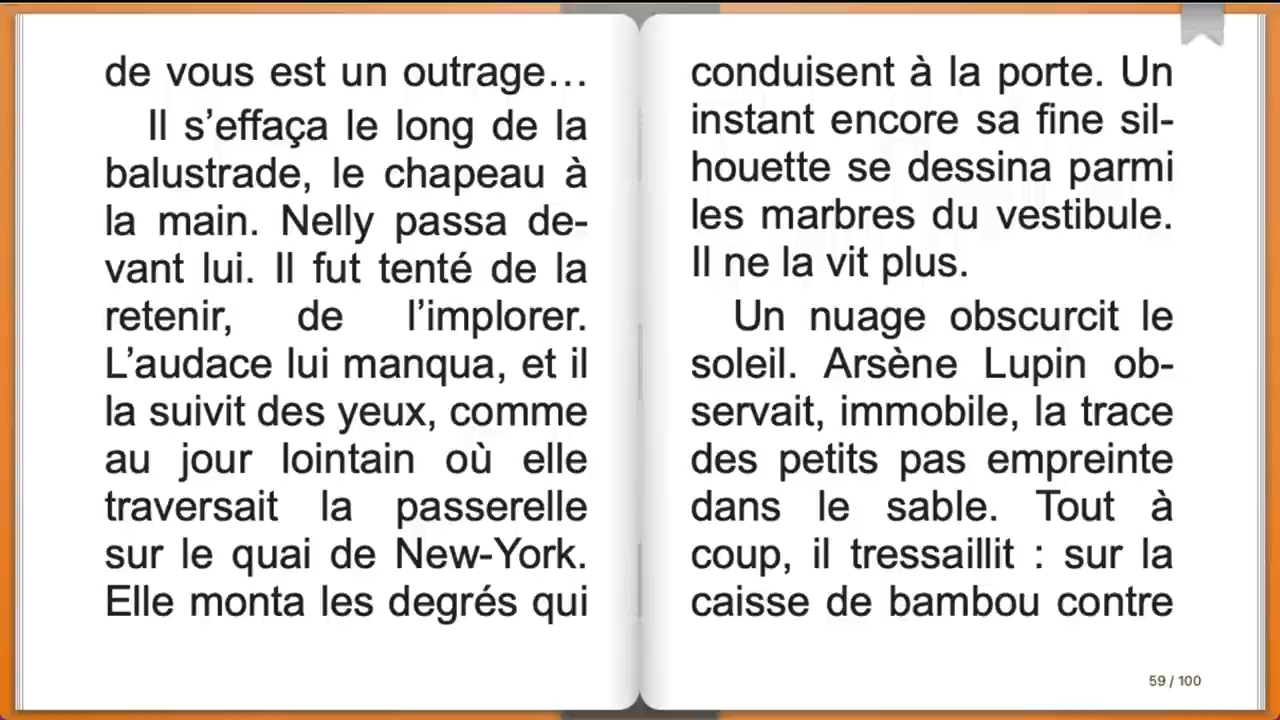 de vous est un outrage…
Il s’effaça le long de la
balustrade, le chapeau à
la main. Nelly passa de-
vant lui. Il fut tenté de la
retenir, de l’implorer.
L’audace lui manqua, et il
la suivit des yeux, comme
au jour lointain où elle
traversait la passerelle
sur le quai de New-York.
Elle monta les degrés qui
conduisent à la porte. Un
instant encore sa fine sil-
houette se dessina parmi
les marbres du vestibule.
Il ne la vit plus.
Un nuage obscurcit le
soleil. Arsène Lupin ob-
servait, immobile, la trace
des petits pas empreinte
dans le sable. Tout à
coup, il tressaillit : sur la
caisse de bambou contre
59 / 100